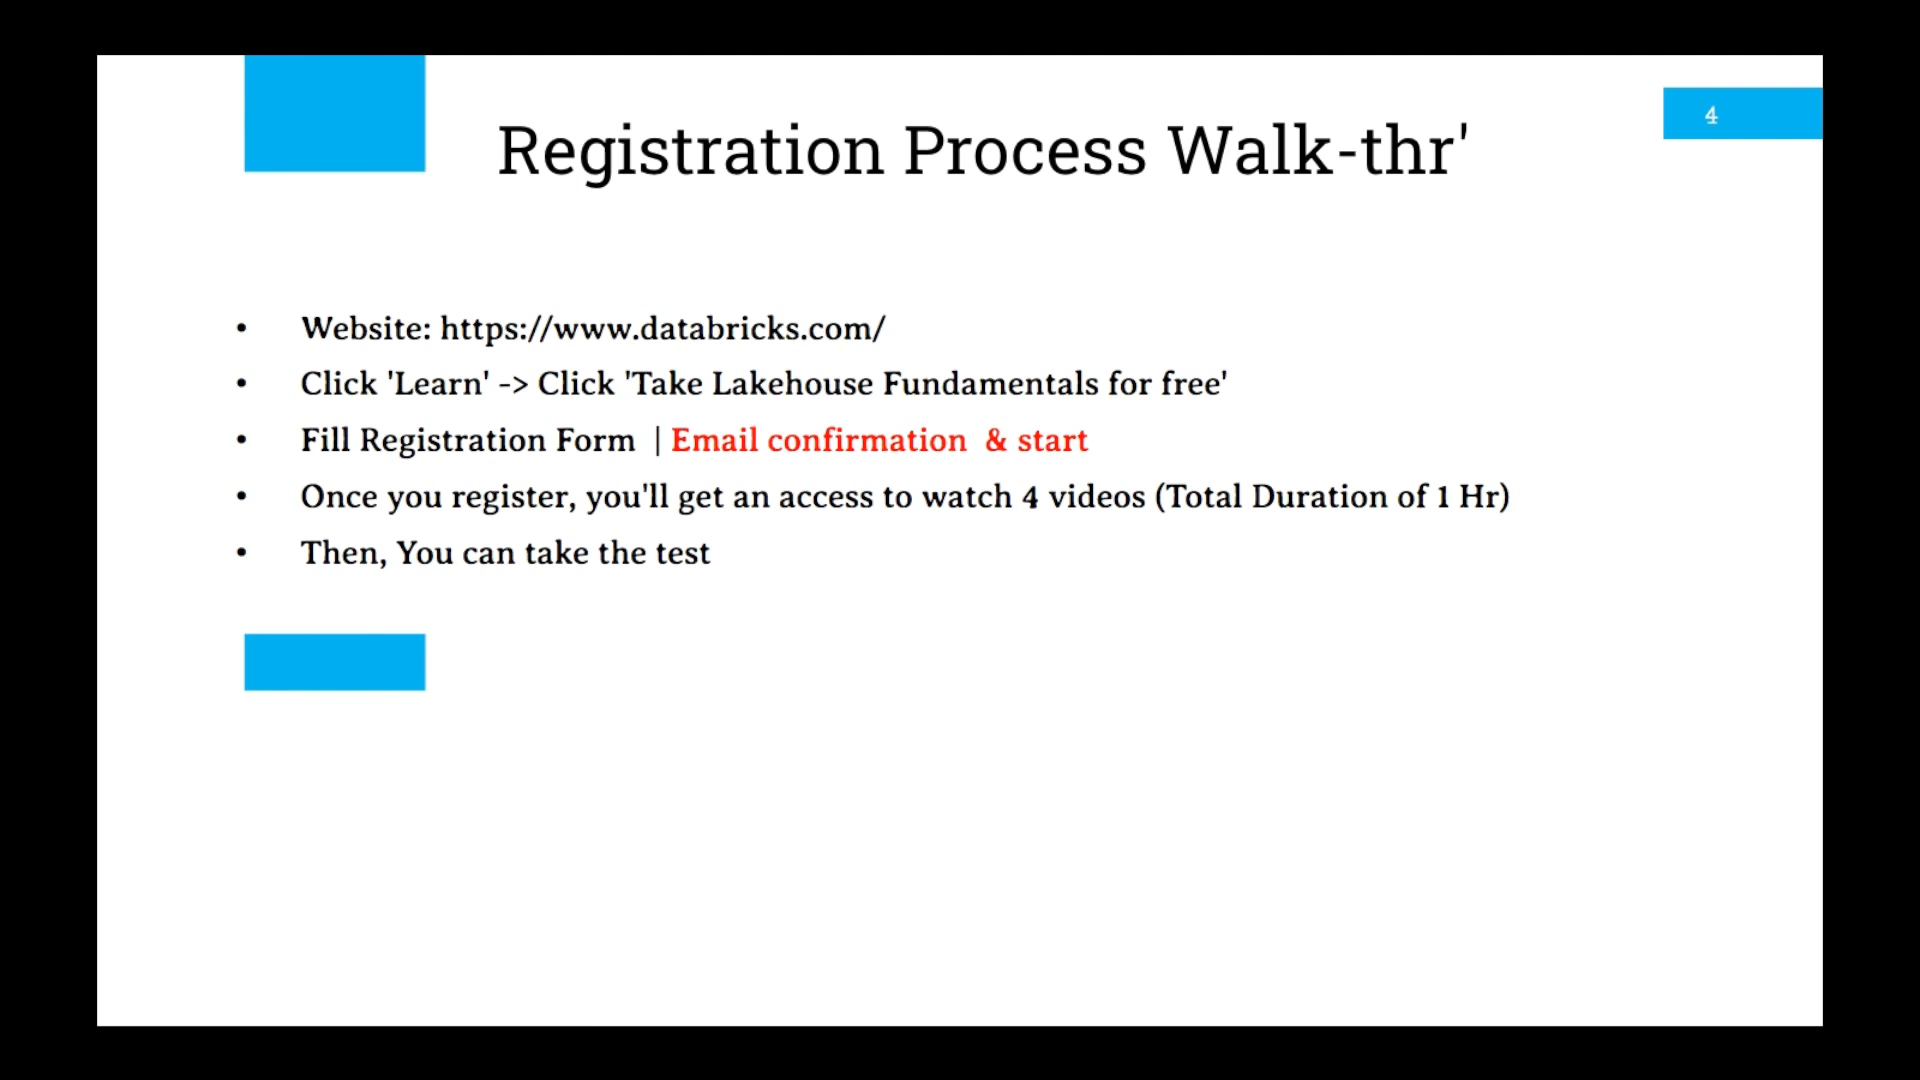 4
Registration Process Walk-thr'
• Website: https://www.databricks.com/
• Click 'Learn' -> Click 'Take Lakehouse Fundamentals for free'
• Fill Registration Form | Email confirmation & start
• Once you register, you'll get an access to watch 4 videos (Total Duration of 1 Hr)
• Then, You can take the test